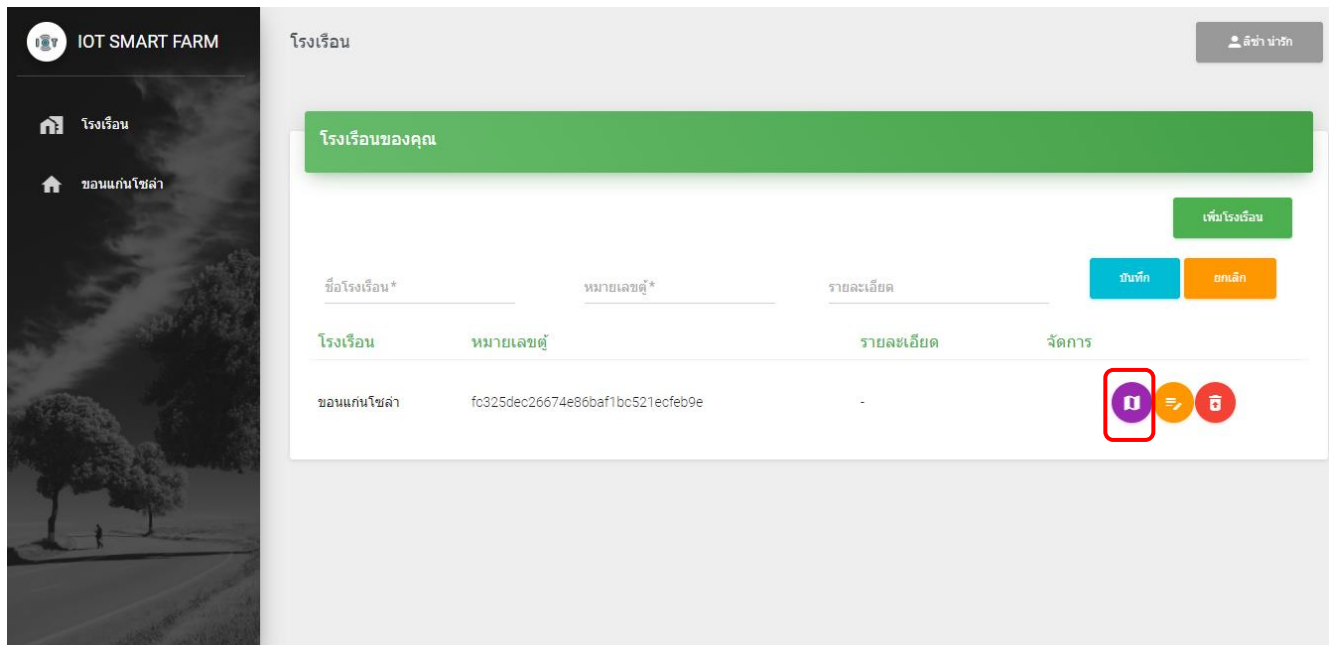 IOT SMART FARM
โรงเรือน
ลิซ่า น่ารัก
โรงเรือน
ขอนแก่นโซล่า
โรงเรือนของคุณ
เพิ่มโรงเรือน
ชื่อโรงเรือน* หมายเลขตู้* รายละเอียด บันทึก ยกเลิก
โรงเรือน หมายเลขตู้ รายละเอียด จัดการ
ขอนแก่นโซล่า fc325dec26674e86baf1bc521ecfeb9e -